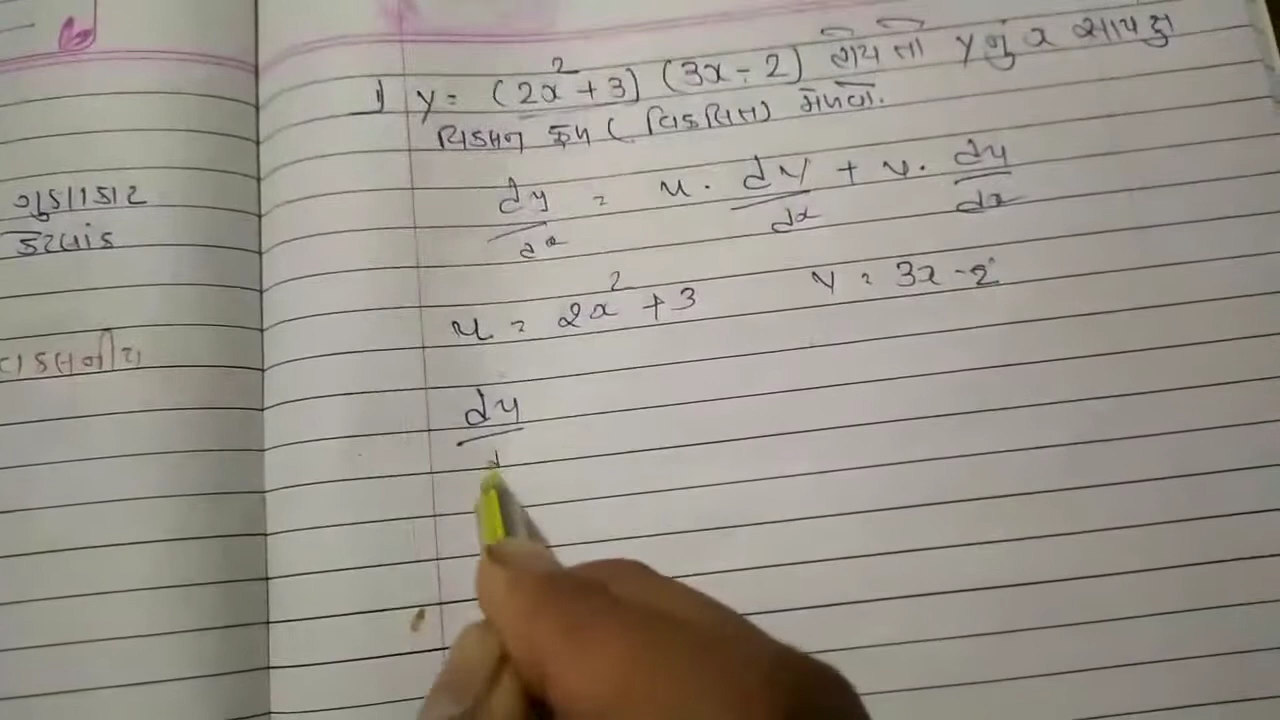 ગુણાકાર
1) y = (2x² + 3) (3x - 2) હોય તો y નું x સાપેક્ષ
વિકલન ફળ ( વિકલિત) મેળવો.
dy/dx = u · dv/dx + v · du/dx
u = 2x² + 3 v = 3x - 2
du/d